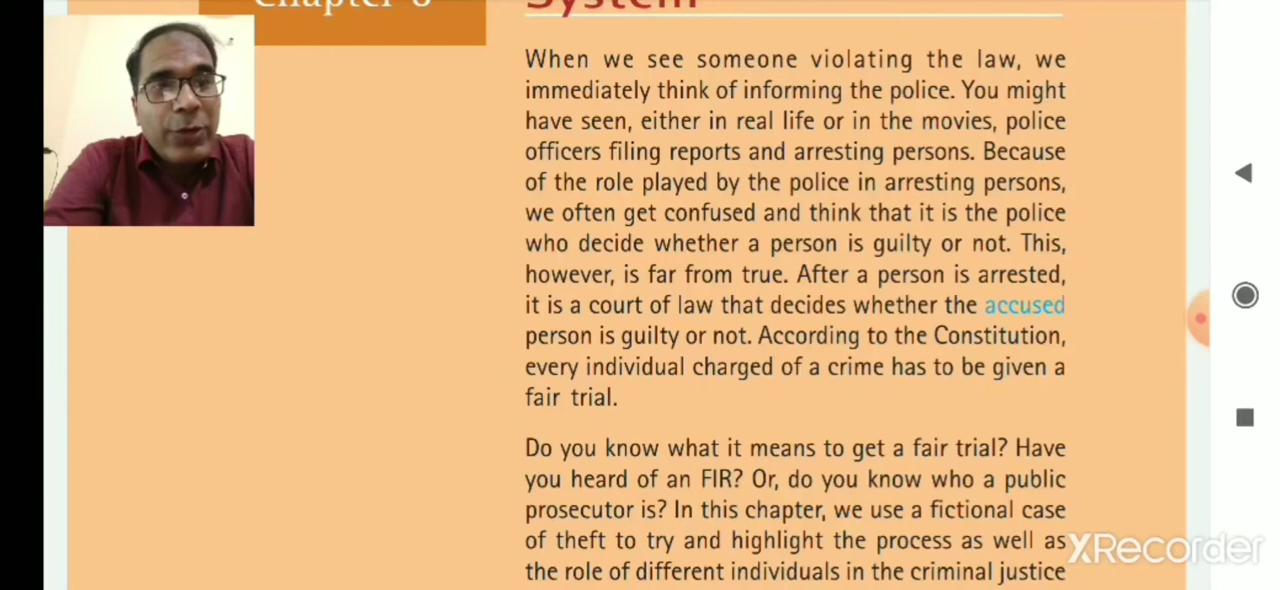 Chapter 6
System
When we see someone violating the law, we
immediately think of informing the police. You might
have seen, either in real life or in the movies, police
officers filing reports and arresting persons. Because
of the role played by the police in arresting persons,
we often get confused and think that it is the police
who decide whether a person is guilty or not. This,
however, is far from true. After a person is arrested,
it is a court of law that decides whether the accused
person is guilty or not. According to the Constitution,
every individual charged of a crime has to be given a
fair trial.
Do you know what it means to get a fair trial? Have
you heard of an FIR? Or, do you know who a public
prosecutor is? In this chapter, we use a fictional case
of theft to try and highlight the process as well as
the role of different individuals in the criminal justice
XRecorder